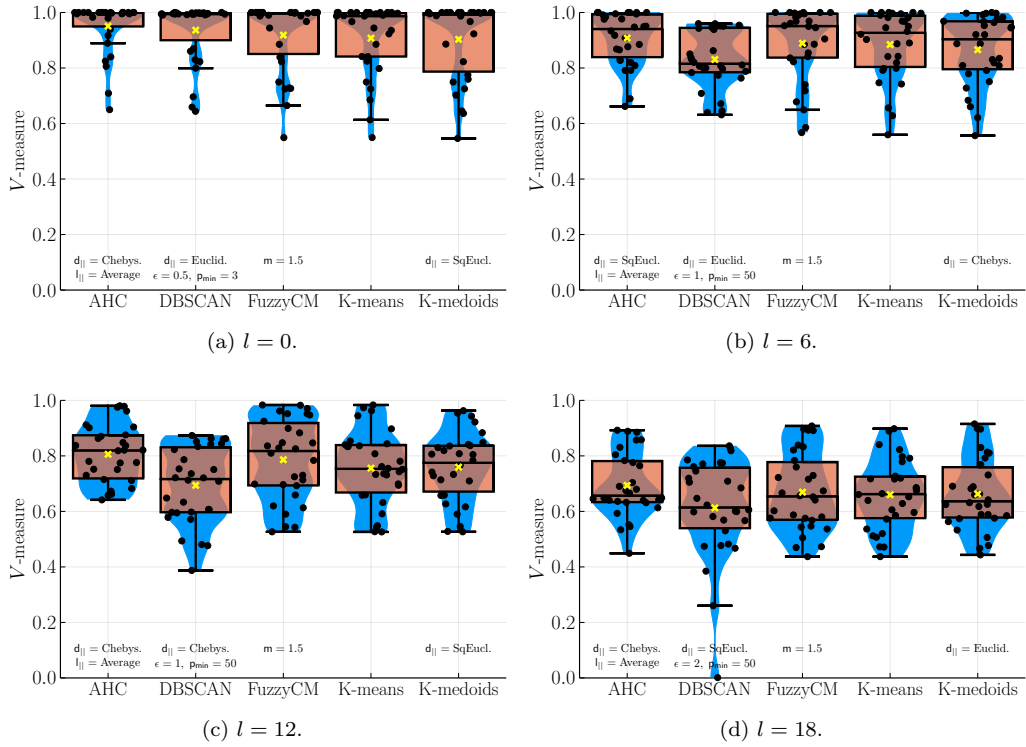 1.0
0.8
0.6
0.4
0.2
0.0
V-measure
d|| = Chebys.
l|| = Average
d|| = Euclid.
ϵ = 0.5, pmin = 3
m = 1.5
d|| = SqEucl.
AHC DBSCAN FuzzyCM K-means K-medoids
(a) l = 0.
1.0
0.8
0.6
0.4
0.2
0.0
V-measure
d|| = SqEucl.
l|| = Average
d|| = Euclid.
ϵ = 1, pmin = 50
m = 1.5
d|| = Chebys.
AHC DBSCAN FuzzyCM K-means K-medoids
(b) l = 6.
1.0
0.8
0.6
0.4
0.2
0.0
V-measure
d|| = Chebys.
l|| = Average
d|| = Chebys.
ϵ = 1, pmin = 50
m = 1.5
d|| = SqEucl.
AHC DBSCAN FuzzyCM K-means K-medoids
(c) l = 12.
1.0
0.8
0.6
0.4
0.2
0.0
V-measure
d|| = Chebys.
l|| = Average
d|| = SqEucl.
ϵ = 2, pmin = 50
m = 1.5
d|| = Euclid.
AHC DBSCAN FuzzyCM K-means K-medoids
(d) l = 18.